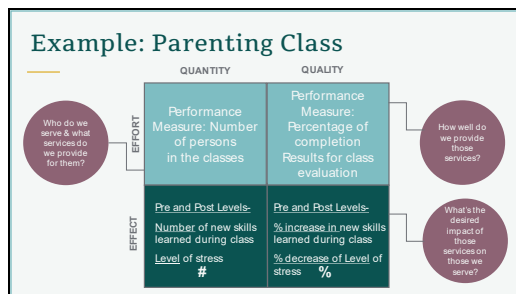 Example: Parenting Class
QUANTITY
QUALITY
EFFORT
Who do we
serve & what
services do
we provide
for them?
Performance
Measure: Number
of persons
in the classes
Performance
Measure:
Percentage of
completion
Results for class
evaluation
How well do
we provide
those
services?
EFFECT
Pre and Post Levels-
Number of new skills
learned during class
Level of stress
#
Pre and Post Levels-
% increase in new skills
learned during class
% decrease of Level of
stress %
What's the
desired
impact of
those
services on
those we
serve?